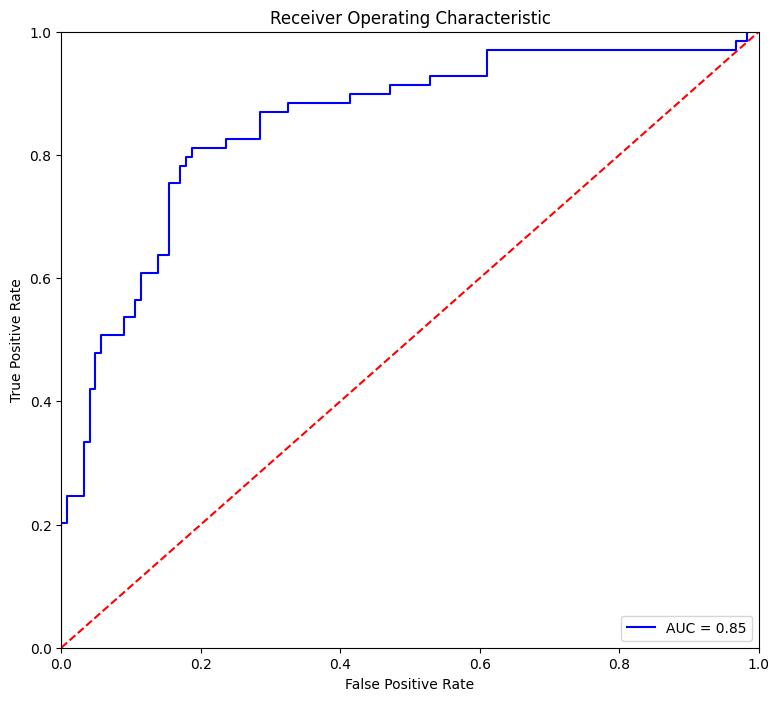 Receiver Operating Characteristic
1.0
0.8
0.6
0.4
0.2
0.0
True Positive Rate
0.0 0.2 0.4 0.6 0.8 1.0
False Positive Rate
AUC = 0.85